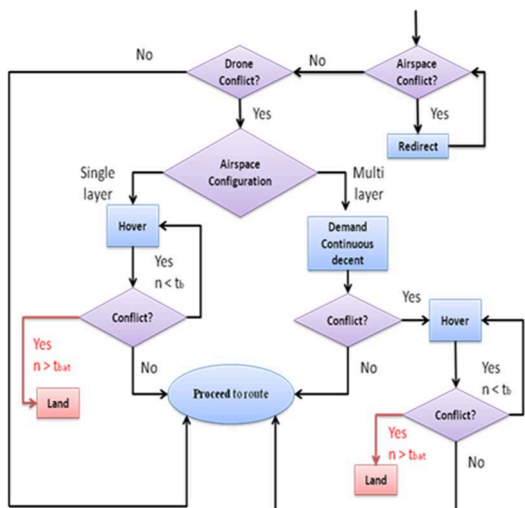 No
Drone
Conflict?
No
Airspace
Conflict?
Yes
Yes
Redirect
Single
layer
Airspace
Configuration
Multi
layer
Hover
Demand
Continuous
decent
Yes
n < tb
Conflict?
Conflict?
Yes
Hover
Yes
n > tbat
No
No
Yes
n < tb
Land
Proceed to route
Conflict?
Yes
n > tbat
No
Land